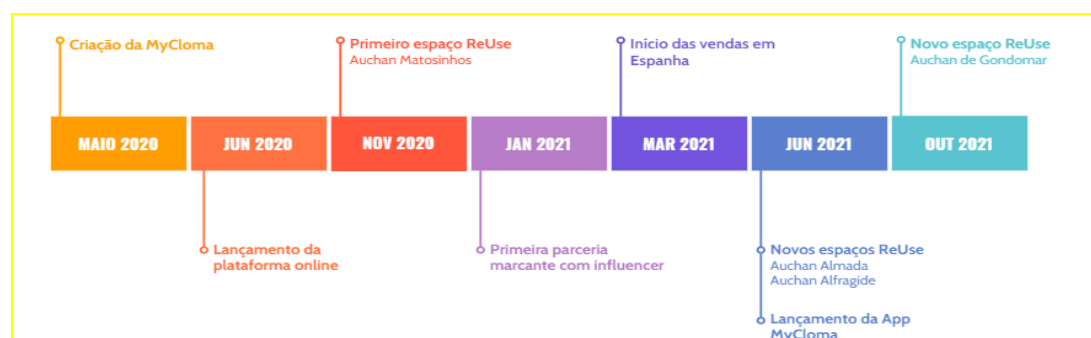 Criação da MyCloma
Primeiro espaço ReUse
Auchan Matosinhos
Início das vendas em
Espanha
Novo espaço ReUse
Auchan de Gondomar
MAIO 2020
JUN 2020
NOV 2020
JAN 2021
MAR 2021
JUN 2021
OUT 2021
Lançamento da
plataforma online
Primeira parceria
marcante com influencer
Novos espaços ReUse
Auchan Almada
Auchan Alfragide
Lançamento da App
MyCloma